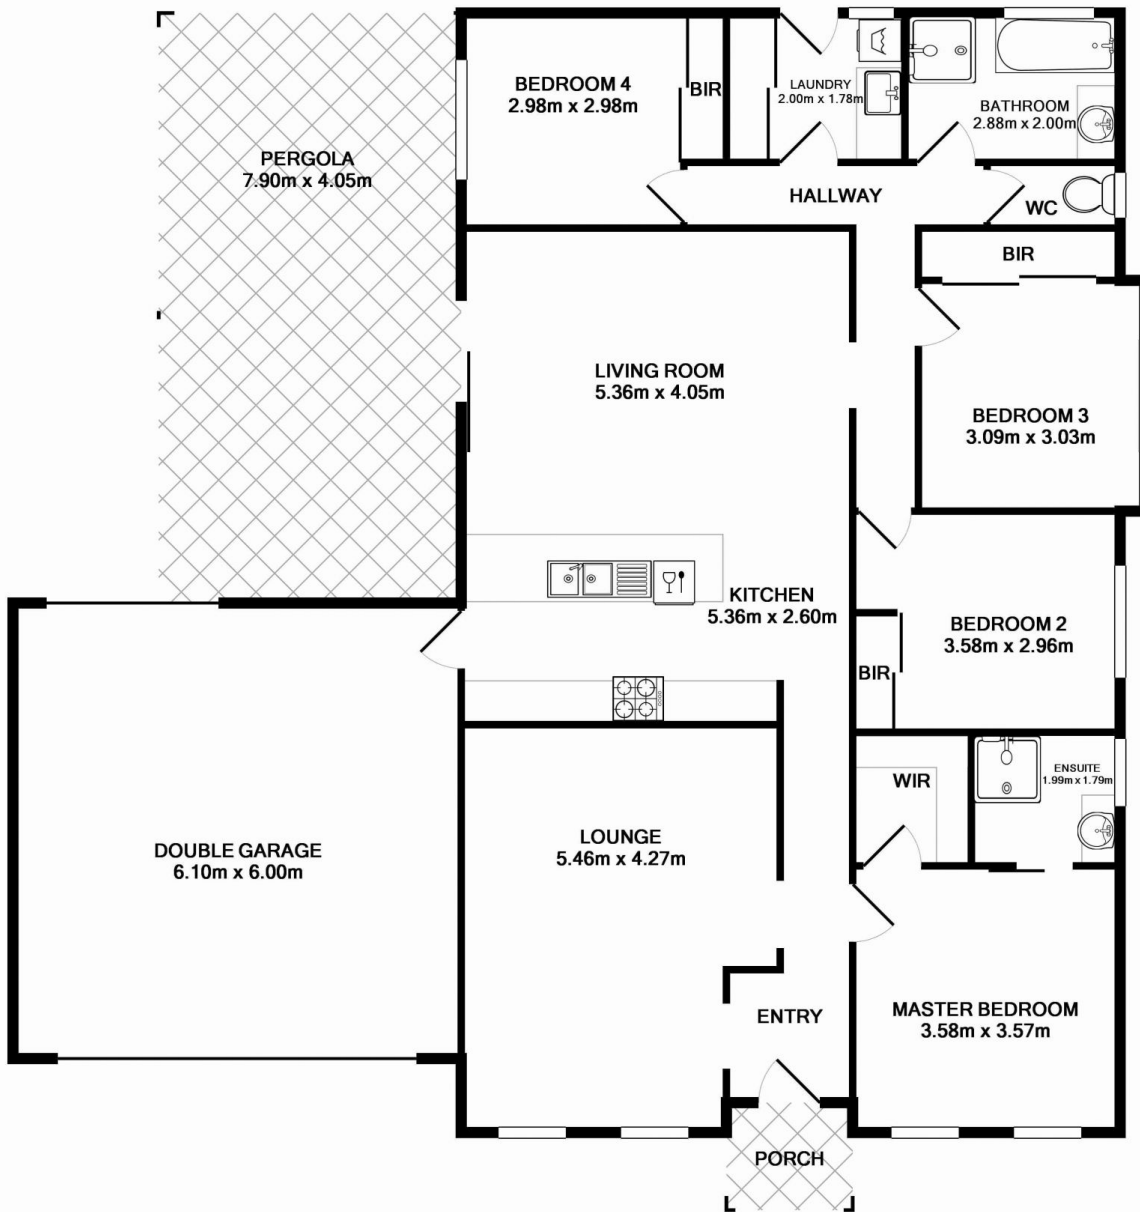 BEDROOM 4
2.98m x 2.98m
BIR
LAUNDRY
2.00m x 1.78m
BATHROOM
2.88m x 2.00m
PERGOLA
7.90m x 4.05m
HALLWAY
WC
BIR
LIVING ROOM
5.36m x 4.05m
BEDROOM 3
3.09m x 3.03m
KITCHEN
5.36m x 2.60m
BEDROOM 2
3.58m x 2.96m
BIR
WIR
ENSUITE
1.99m x 1.79m
DOUBLE GARAGE
6.10m x 6.00m
LOUNGE
5.46m x 4.27m
ENTRY
MASTER BEDROOM
3.58m x 3.57m
PORCH